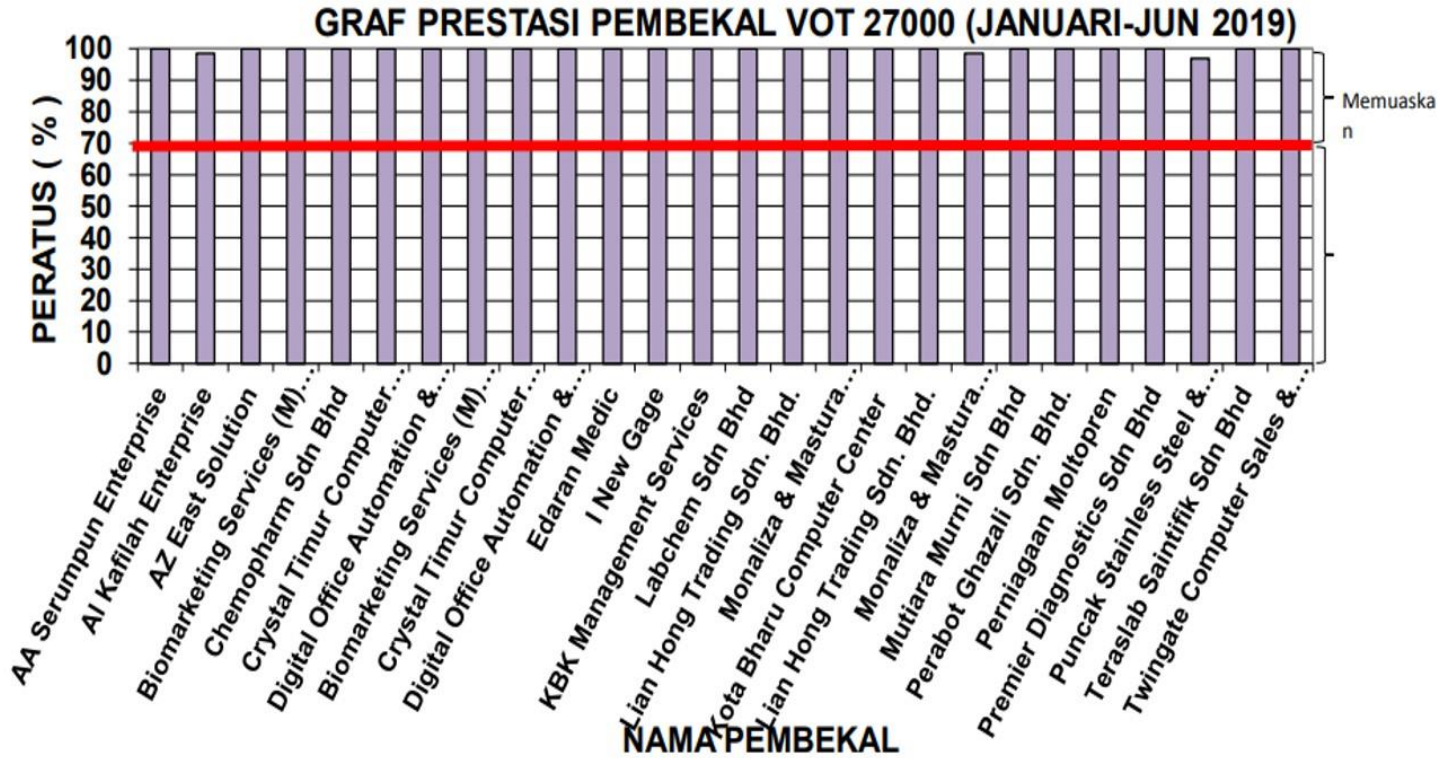 GRAF PRESTASI PEMBEKAL VOT 27000 (JANUARI-JUN 2019)
PERATUS ( % )
100
90
80
70
60
50
40
30
20
10
0
Memuaska
n
AA Serumpun Enterprise
Al Kafilah Enterprise
AZ East Solution
Biomarketing Services (M)…
Chemopharm Sdn Bhd
Crystal Timur Computer…
Digital Office Automation &…
Biomarketing Services (M)…
Crystal Timur Computer…
Digital Office Automation &…
Edaran Medic
I New Gage
KBK Management Services
Labchem Sdn Bhd
Lian Hong Trading Sdn. Bhd.
Monaliza & Mastura…
Kota Bharu Computer Center
Lian Hong Trading Sdn. Bhd.
Monaliza & Mastura…
Mutiara Murni Sdn Bhd
Perabot Ghazali Sdn. Bhd.
Perniagaan Moltopren
Premier Diagnostics Sdn Bhd
Puncak Stainless Steel &…
Teraslab Saintifik Sdn Bhd
Twingate Computer Sales &…
NAMA PEMBEKAL